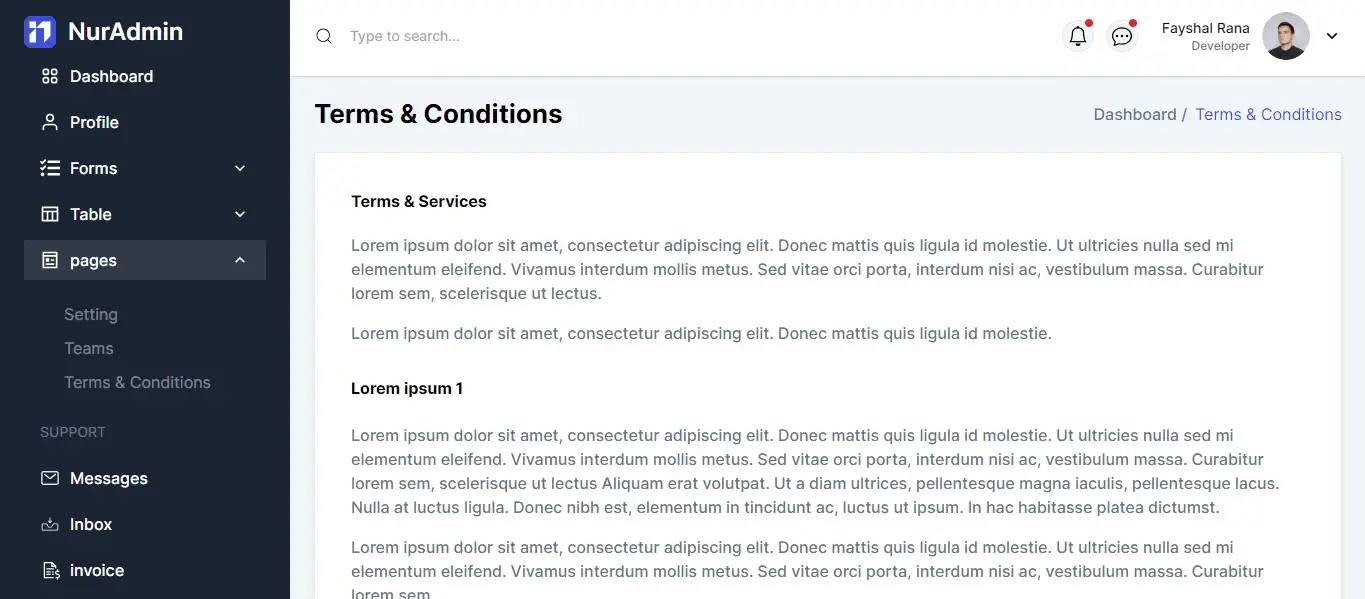 NurAdmin
Dashboard
Profile
Forms
Table
pages
Setting
Teams
Terms & Conditions
SUPPORT
Messages
Inbox
invoice
Type to search...
Fayshal Rana
Developer
Terms & Conditions
Dashboard / Terms & Conditions
Terms & Services
Lorem ipsum dolor sit amet, consectetur adipiscing elit. Donec mattis quis ligula id molestie. Ut ultricies nulla sed mi
elementum eleifend. Vivamus interdum mollis metus. Sed vitae orci porta, interdum nisi ac, vestibulum massa. Curabitur
lorem sem, scelerisque ut lectus.
Lorem ipsum dolor sit amet, consectetur adipiscing elit. Donec mattis quis ligula id molestie.
Lorem ipsum 1
Lorem ipsum dolor sit amet, consectetur adipiscing elit. Donec mattis quis ligula id molestie. Ut ultricies nulla sed mi
elementum eleifend. Vivamus interdum mollis metus. Sed vitae orci porta, interdum nisi ac, vestibulum massa. Curabitur
lorem sem, scelerisque ut lectus Aliquam erat volutpat. Ut a diam ultrices, pellentesque magna iaculis, pellentesque lacus.
Nulla at luctus ligula. Donec nibh est, elementum in tincidunt ac, luctus ut ipsum. In hac habitasse platea dictumst.
Lorem ipsum dolor sit amet, consectetur adipiscing elit. Donec mattis quis ligula id molestie. Ut ultricies nulla sed mi
elementum eleifend. Vivamus interdum mollis metus. Sed vitae orci porta, interdum nisi ac, vestibulum massa. Curabitur
lorem sem